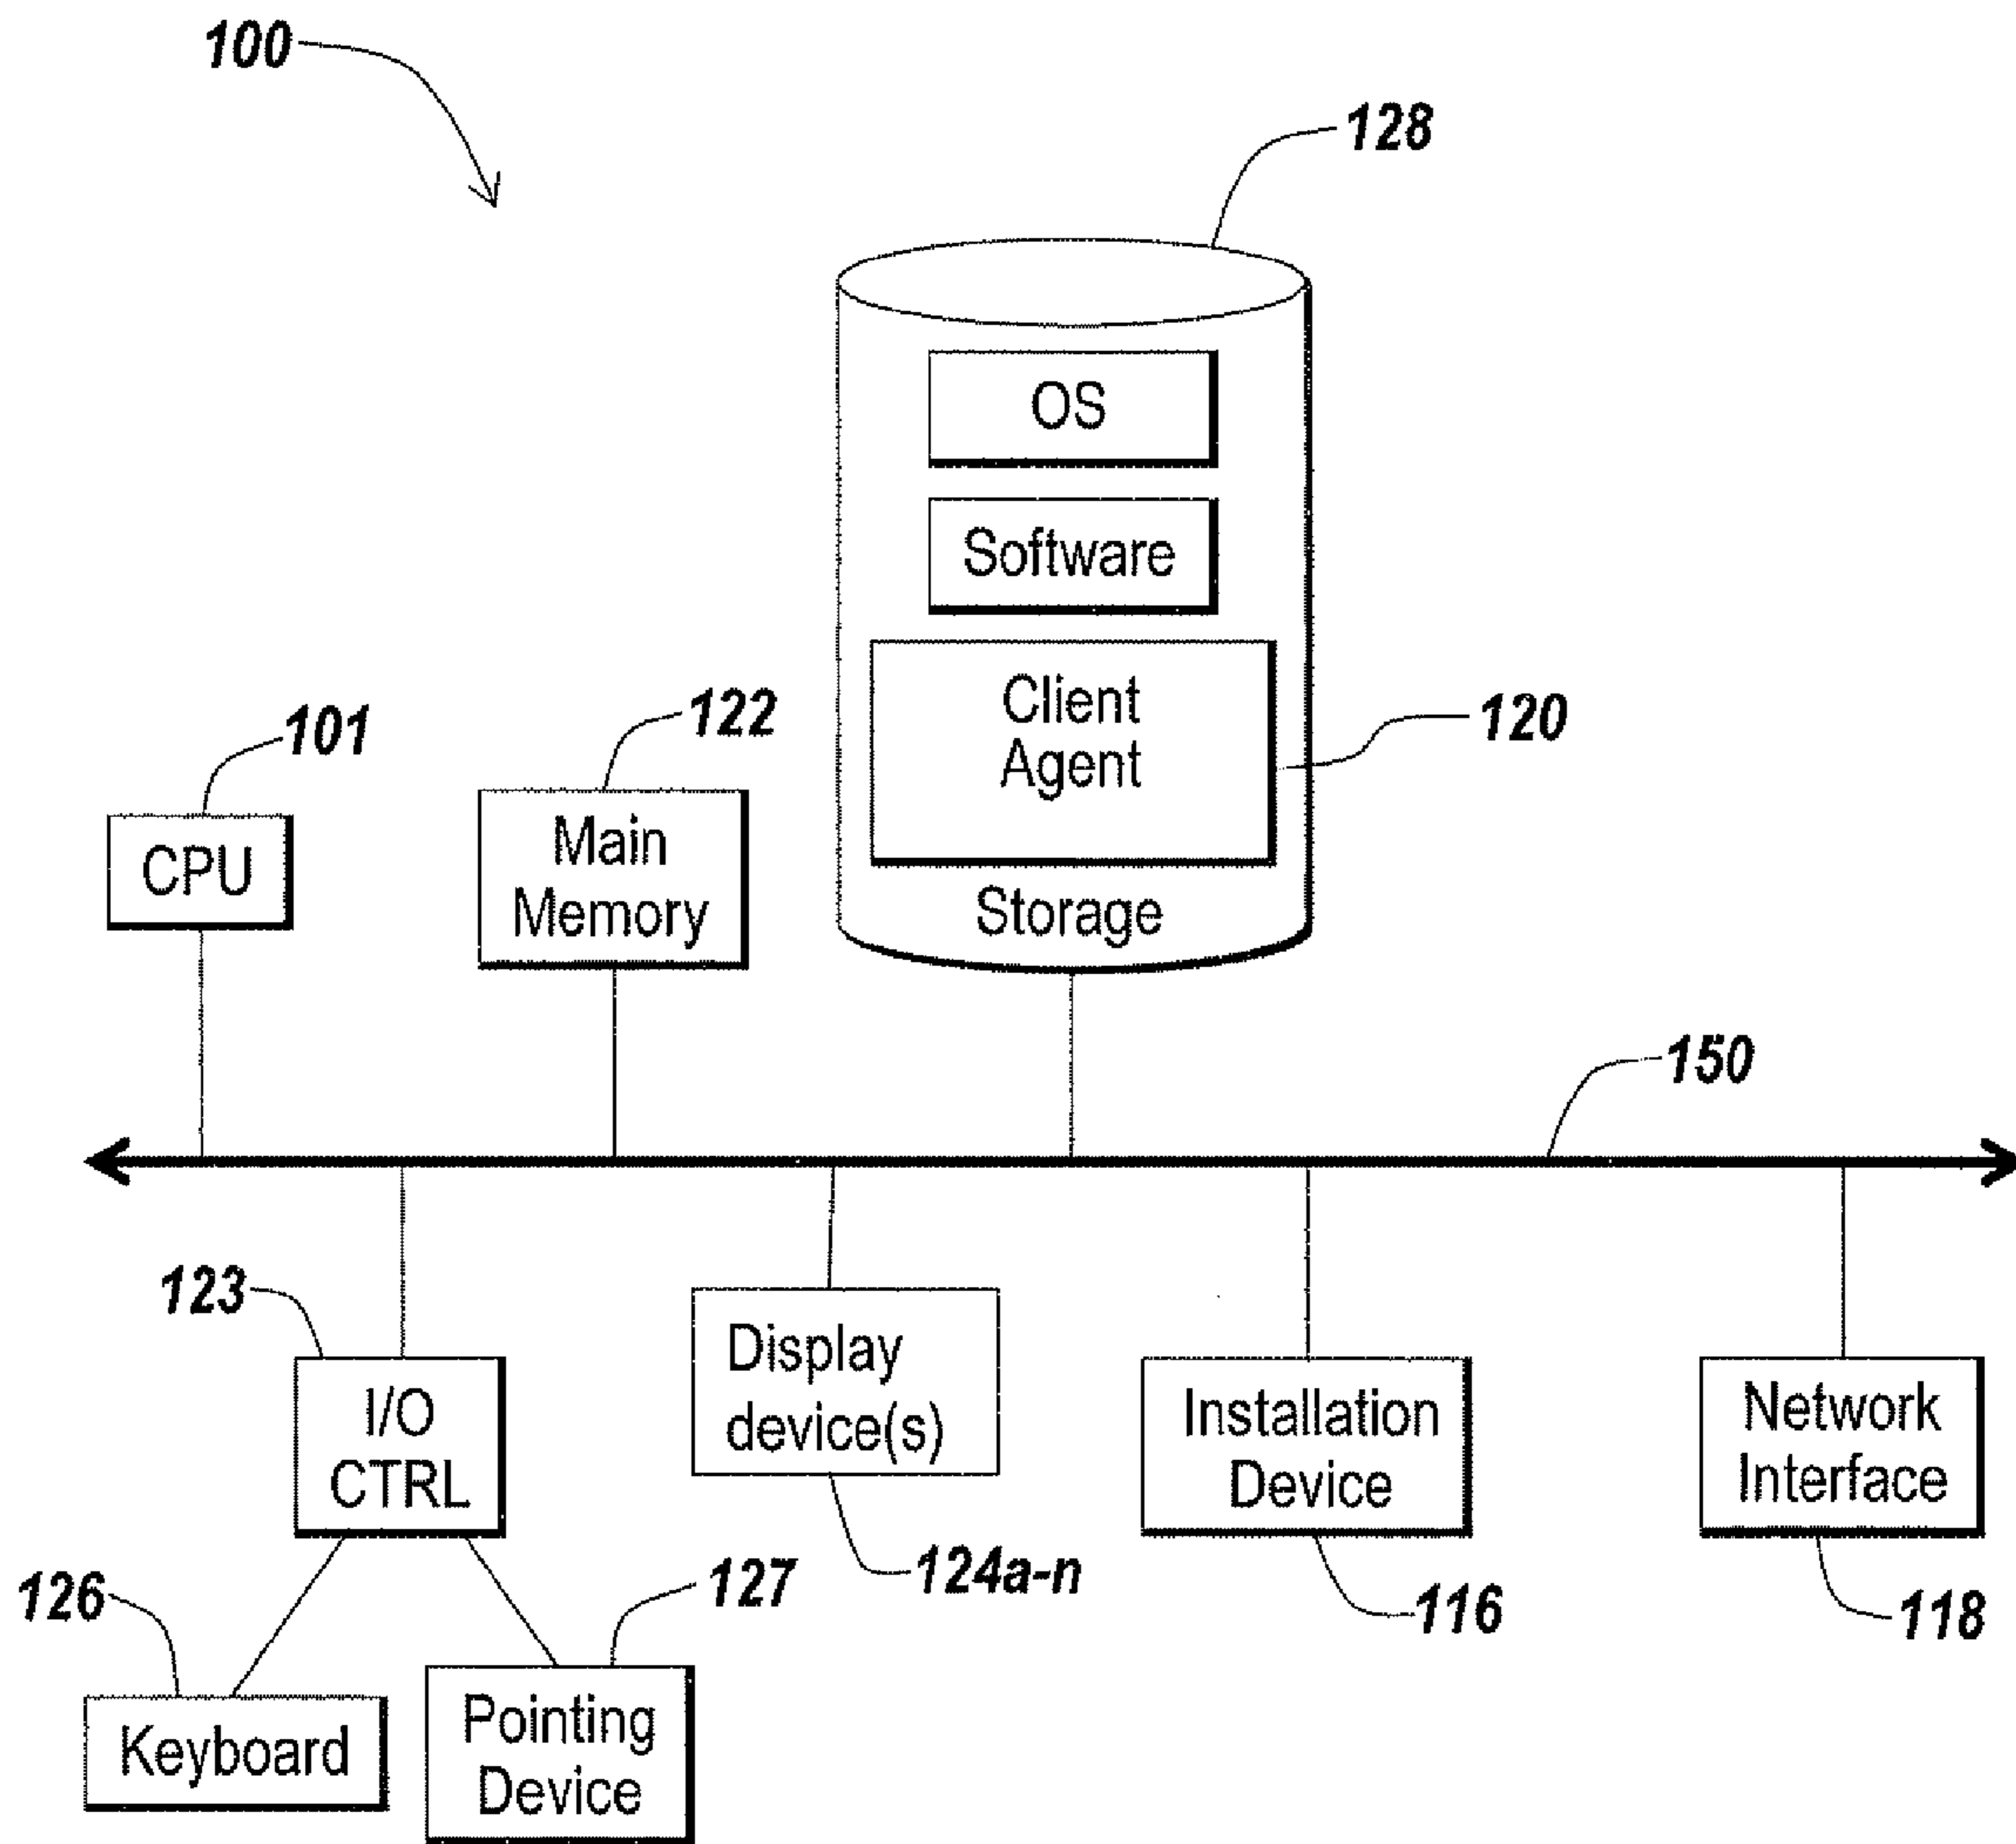 100
128
OS
Software
Client
Agent
120
Storage
101
CPU
122
Main
Memory
150
123
I/O
CTRL
Display
device(s)
124a-n
Installation
Device
116
Network
Interface
118
126
Keyboard
127
Pointing
Device